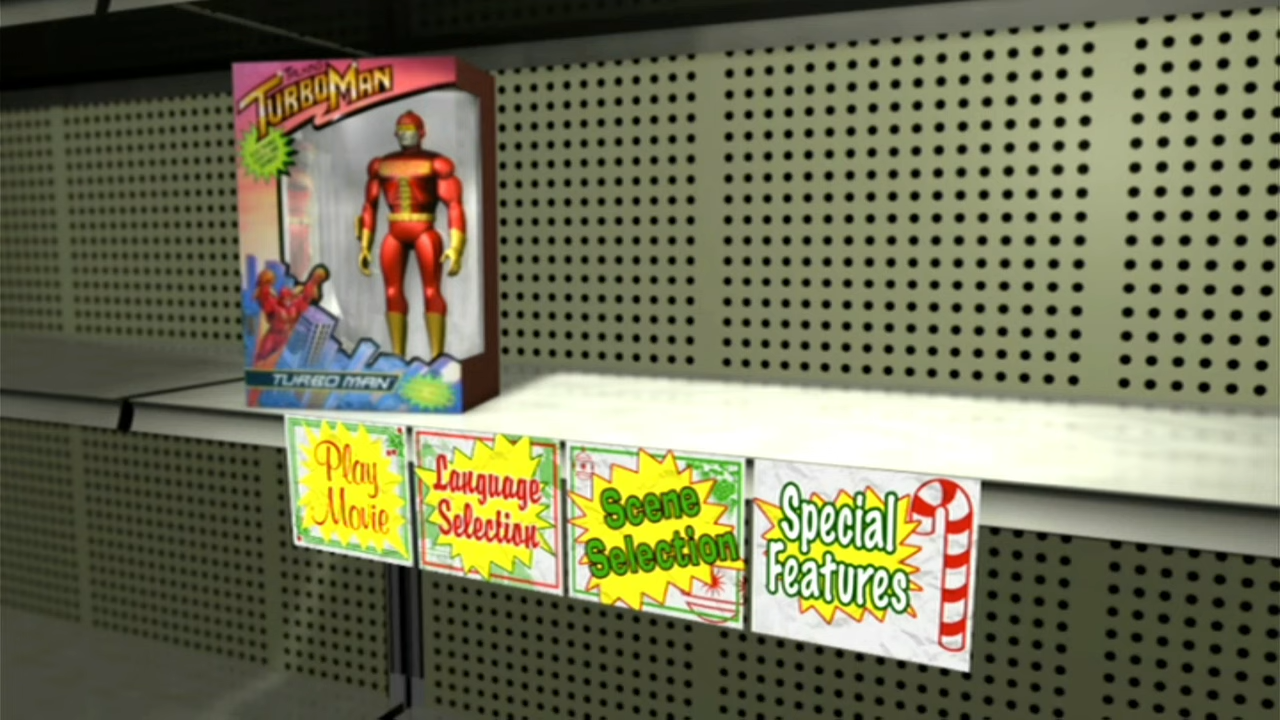 TURBOMAN
TURBO MAN
Play
Movie
Language
Selection
Scene
Selection
Special
Features